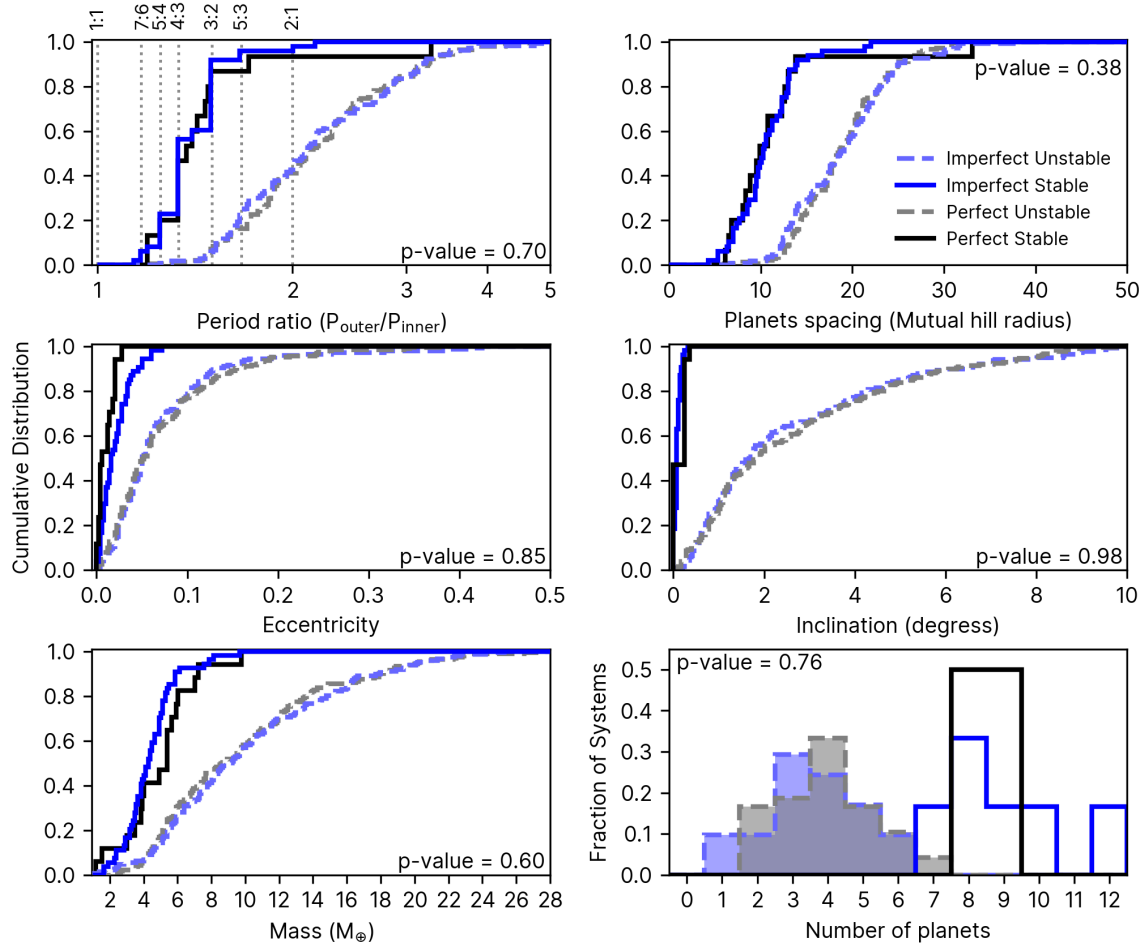 1:1 7:6 5:4 4:3 3:2 5:3 2:1
1.0
0.8
0.6
0.4
0.2
0.0
p-value = 0.70
1 2 3 4 5
Period ratio (P_outer/P_inner)
1.0
0.8
0.6
0.4
0.2
0.0
p-value = 0.38
Imperfect Unstable
Imperfect Stable
Perfect Unstable
Perfect Stable
0 10 20 30 40 50
Planets spacing (Mutual hill radius)
Cumulative Distribution
1.0
0.8
0.6
0.4
0.2
0.0
p-value = 0.85
0.0 0.1 0.2 0.3 0.4 0.5
Eccentricity
1.0
0.8
0.6
0.4
0.2
0.0
p-value = 0.98
0 2 4 6 8 10
Inclination (degress)
1.0
0.8
0.6
0.4
0.2
0.0
p-value = 0.60
2 4 6 8 10 12 14 16 18 20 22 24 26 28
Mass (M⊕)
Fraction of Systems
p-value = 0.76
0.5
0.4
0.3
0.2
0.1
0.0
0 1 2 3 4 5 6 7 8 9 10 11 12
Number of planets